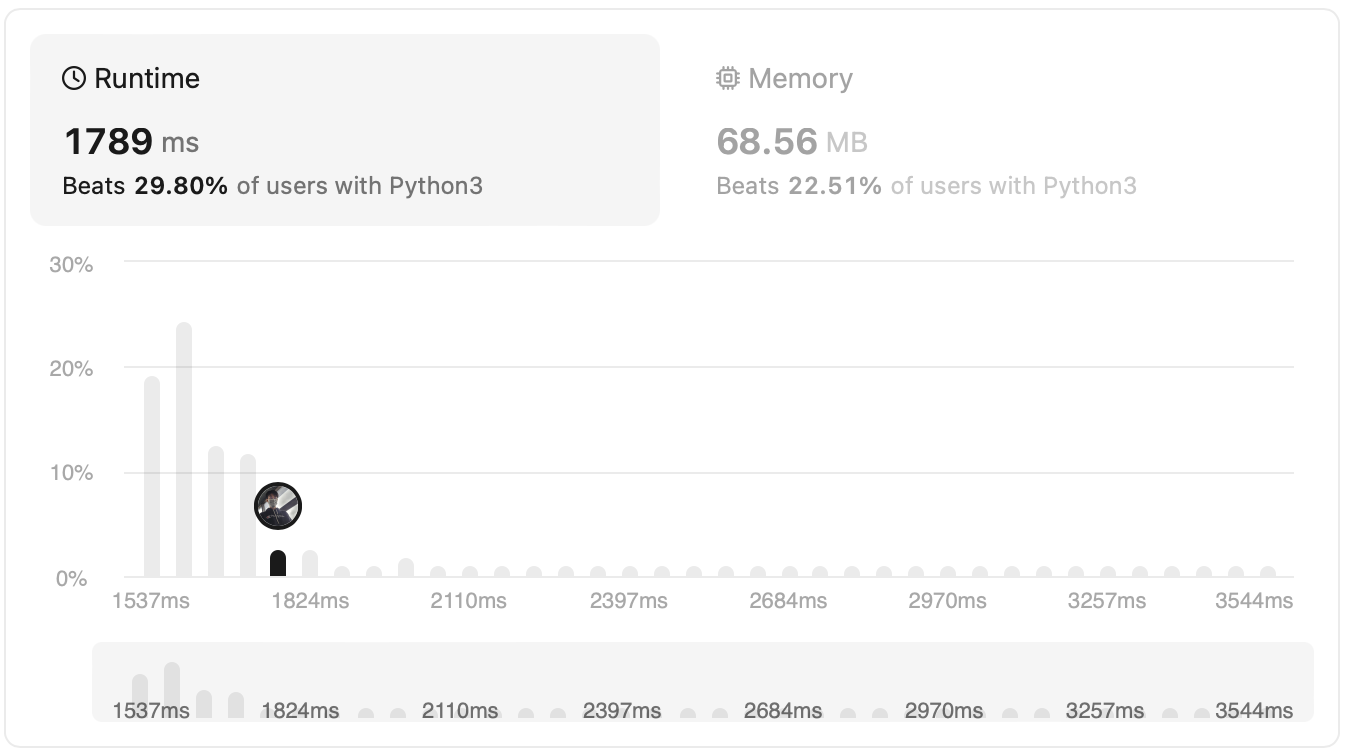 Runtime
1789 ms
Beats 29.80% of users with Python3
Memory
68.56 MB
Beats 22.51% of users with Python3
30%
20%
10%
0%
1537ms 1824ms 2110ms 2397ms 2684ms 2970ms 3257ms 3544ms
1537ms 1824ms 2110ms 2397ms 2684ms 2970ms 3257ms 3544ms